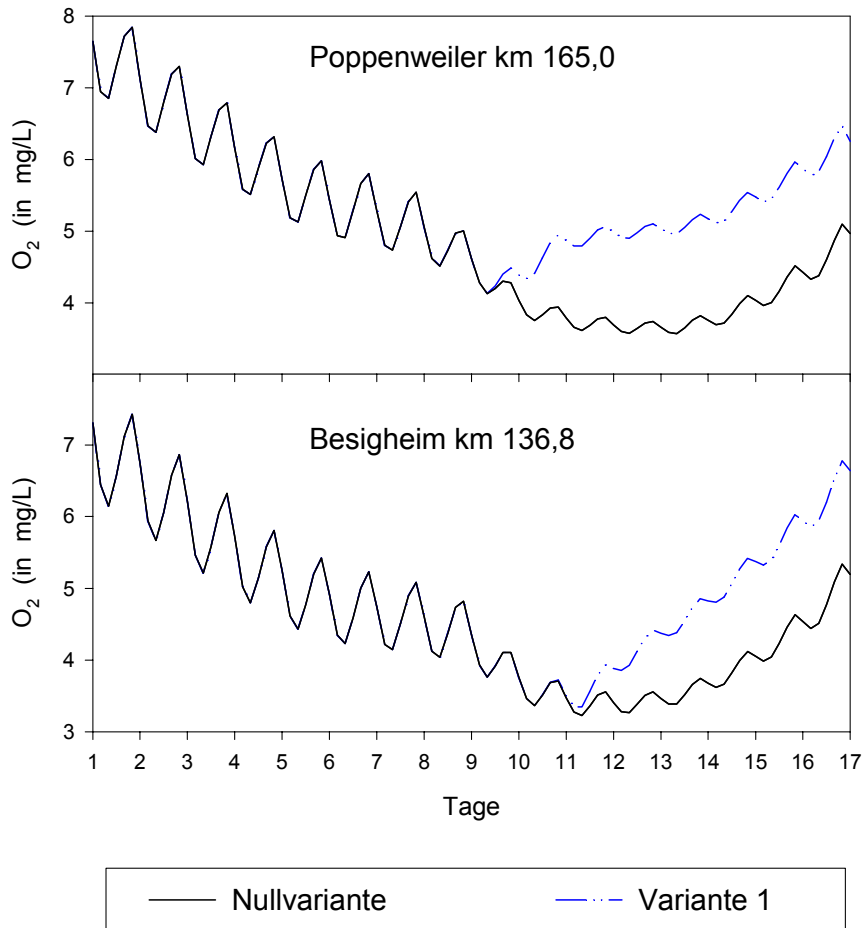 8
7
6
5
4
O₂ (in mg/L)
Poppenweiler km 165,0
7
6
5
4
3
O₂ (in mg/L)
Besigheim km 136,8
1 2 3 4 5 6 7 8 9 10 11 12 13 14 15 16 17
Tage
Nullvariante Variante 1